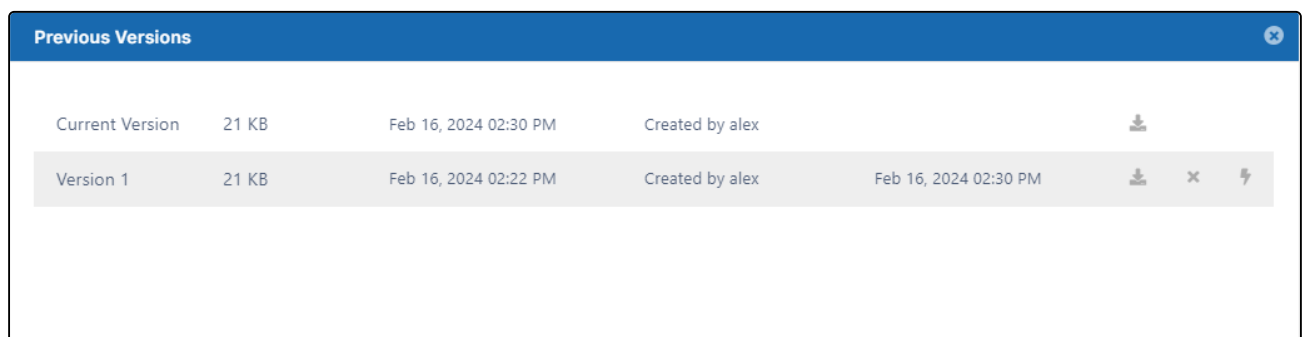 Previous Versions
Current Version 21 KB Feb 16, 2024 02:30 PM Created by alex
Version 1 21 KB Feb 16, 2024 02:22 PM Created by alex Feb 16, 2024 02:30 PM